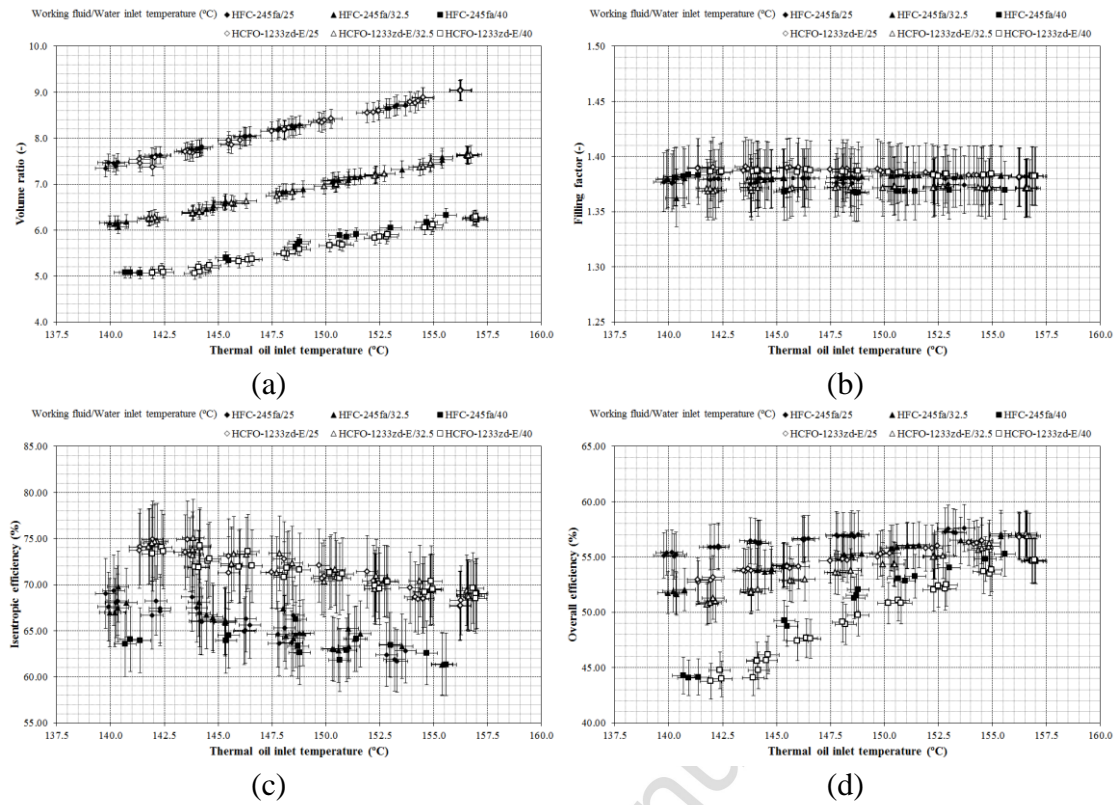 Working fluid/Water inlet temperature (ºC) ♦HFC-245fa/25 ▲HFC-245fa/32.5 ■HFC-245fa/40
◇HCFO-1233zd-E/25 △HCFO-1233zd-E/32.5 □HCFO-1233zd-E/40
10.0
9.0
8.0
7.0
6.0
5.0
4.0
Volume ratio (-)
137.5 140.0 142.5 145.0 147.5 150.0 152.5 155.0 157.5 160.0
Thermal oil inlet temperature (ºC)
(a)
Working fluid/Water inlet temperature (ºC) ♦HFC-245fa/25 ▲HFC-245fa/32.5 ■HFC-245fa/40
◇HCFO-1233zd-E/25 △HCFO-1233zd-E/32.5 □HCFO-1233zd-E/40
1.50
1.45
1.40
1.35
1.30
1.25
Filling factor (-)
137.5 140.0 142.5 145.0 147.5 150.0 152.5 155.0 157.5 160.0
Thermal oil inlet temperature (ºC)
(b)
Working fluid/Water inlet temperature (ºC) ♦HFC-245fa/25 ▲HFC-245fa/32.5 ■HFC-245fa/40
◇HCFO-1233zd-E/25 △HCFO-1233zd-E/32.5 □HCFO-1233zd-E/40
85.00
80.00
75.00
70.00
65.00
60.00
55.00
Isentropic efficiency (%)
137.5 140.0 142.5 145.0 147.5 150.0 152.5 155.0 157.5 160.0
Thermal oil inlet temperature (ºC)
(c)
Working fluid/Water inlet temperature (ºC) ♦HFC-245fa/25 ▲HFC-245fa/32.5 ■HFC-245fa/40
◇HCFO-1233zd-E/25 △HCFO-1233zd-E/32.5 □HCFO-1233zd-E/40
65.00
60.00
55.00
50.00
45.00
40.00
Overall efficiency (%)
137.5 140.0 142.5 145.0 147.5 150.0 152.5 155.0 157.5 160.0
Thermal oil inlet temperature (ºC)
(d)